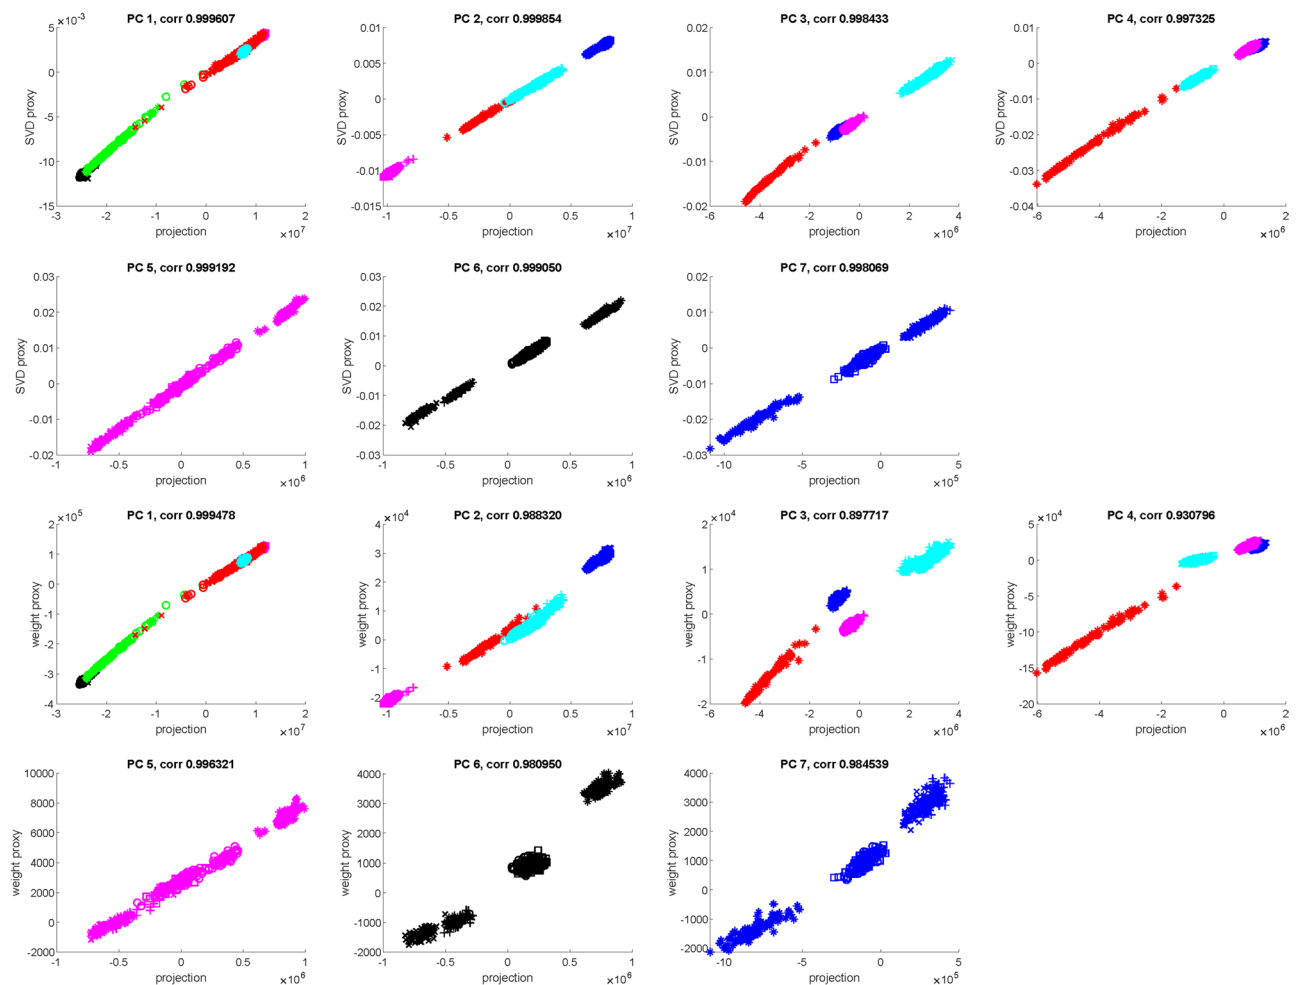 ×10⁻³ PC 1, corr 0.999607
5
0
-5
-10
-15
SVD proxy
-3 -2 -1 0 1 2
projection ×10⁷
PC 2, corr 0.999854
0.01
0.005
0
-0.005
-0.01
-0.015
SVD proxy
-1 -0.5 0 0.5 1
projection ×10⁷
PC 3, corr 0.998433
0.02
0.01
0
-0.01
-0.02
SVD proxy
-6 -4 -2 0 2 4
projection ×10⁶
PC 4, corr 0.997325
0.01
0
-0.01
-0.02
-0.03
-0.04
SVD proxy
-6 -4 -2 0 2
projection ×10⁶
PC 5, corr 0.999192
0.03
0.02
0.01
0
-0.01
-0.02
SVD proxy
-1 -0.5 0 0.5 1
projection ×10⁶
PC 6, corr 0.999050
0.03
0.02
0.01
0
-0.01
-0.02
-0.03
SVD proxy
-1 -0.5 0 0.5 1
projection ×10⁶
PC 7, corr 0.998069
0.02
0.01
0
-0.01
-0.02
-0.03
SVD proxy
-10 -5 0 5
projection ×10⁵
×10⁵ PC 1, corr 0.999478
2
1
0
-1
-2
-3
-4
weight proxy
-3 -2 -1 0 1 2
projection ×10⁷
×10⁴ PC 2, corr 0.988320
4
3
2
1
0
-1
-2
weight proxy
-1 -0.5 0 0.5 1
projection ×10⁷
×10⁴ PC 3, corr 0.897717
2
1
0
-1
-2
weight proxy
-6 -4 -2 0 2 4
projection ×10⁶
×10⁴ PC 4, corr 0.930796
5
0
-5
-10
-15
-20
weight proxy
-6 -4 -2 0 2
projection ×10⁶
PC 5, corr 0.996321
10000
8000
6000
4000
2000
0
-2000
weight proxy
-1 -0.5 0 0.5 1
projection ×10⁶
PC 6, corr 0.980950
4000
3000
2000
1000
0
-1000
-2000
weight proxy
-1 -0.5 0 0.5 1
projection ×10⁶
PC 7, corr 0.984539
4000
3000
2000
1000
0
-1000
-2000
weight proxy
-10 -5 0 5
projection ×10⁵